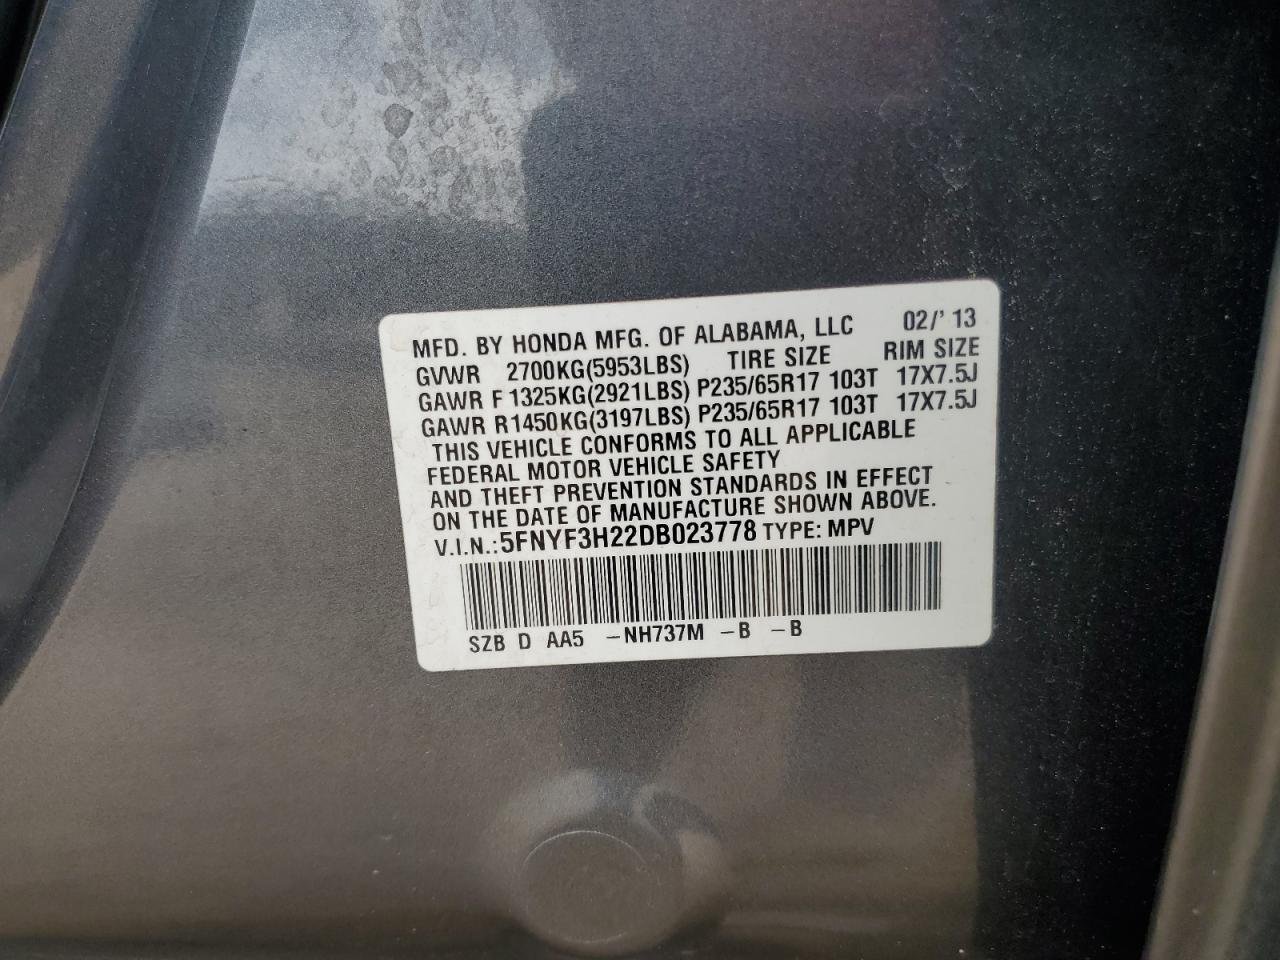 MFD. BY HONDA MFG. OF ALABAMA, LLC 02/' 13
GVWR 2700KG(5953LBS) TIRE SIZE RIM SIZE
GAWR F 1325KG(2921LBS) P235/65R17 103T 17X7.5J
GAWR R1450KG(3197LBS) P235/65R17 103T 17X7.5J
THIS VEHICLE CONFORMS TO ALL APPLICABLE
FEDERAL MOTOR VEHICLE SAFETY
AND THEFT PREVENTION STANDARDS IN EFFECT
ON THE DATE OF MANUFACTURE SHOWN ABOVE.
V.I.N.:5FNYF3H22DB023778 TYPE: MPV
SZB D AA5 -NH737M -B -B